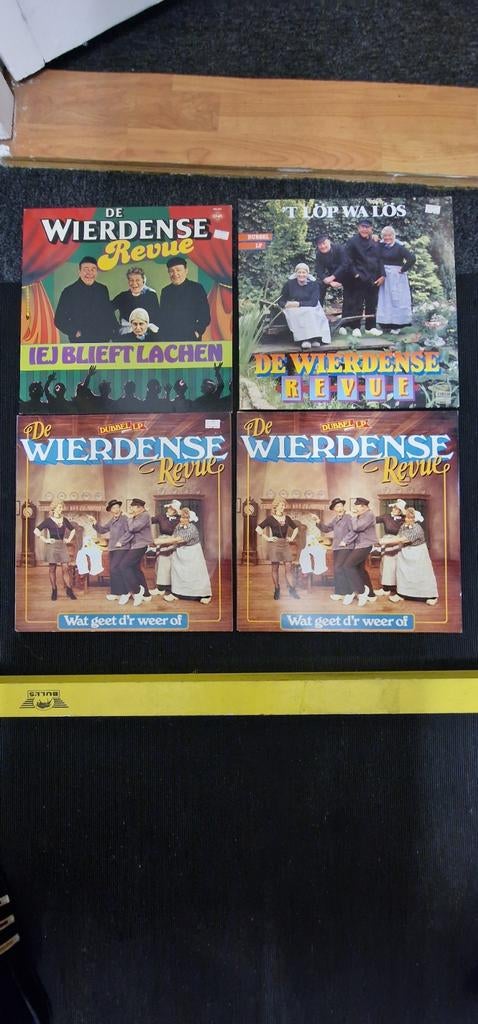 DE
WIERDENSE
Revue
IEJ BLIEFT LACHEN
'T LÖP WA LÖS
DUBBEL
LP
DE WIERDENSE
REVUE
De
DUBBEL LP
WIERDENSE
Revue
Wat geet d'r weer of
De
DUBBEL LP
WIERDENSE
Revue
Wat geet d'r weer of
BULLS